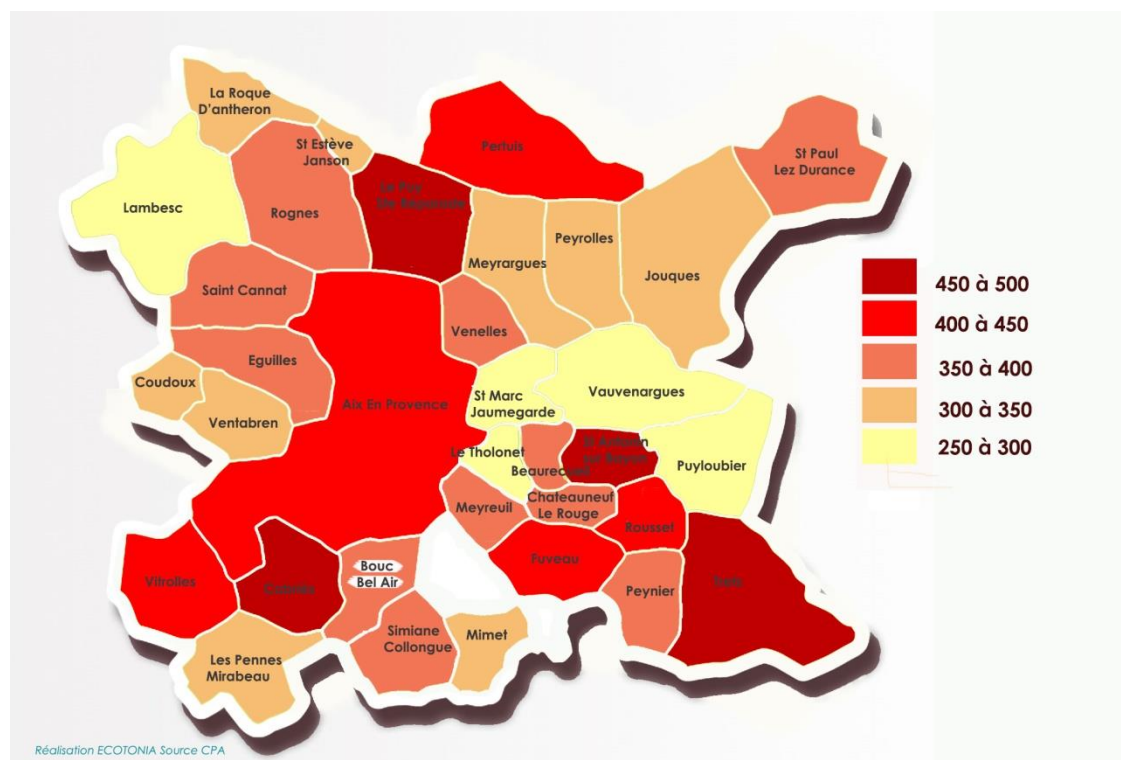 La Roque
D'antheron
St Estève
Janson
Pertuis
St Paul
Lez Durance
Lambesc
Rognes
Le Puy
Ste Réparade
Peyrolles
Meyrargues
Jouques
Saint Cannat
Venelles
Eguilles
Coudoux
Ventabren
Aix En Provence
St Marc
Jaumegarde
Vauvenargues
Le Tholonet
Beaurecueil
St Antonin
sur Bayon
Puyloubier
Meyreuil
Chateauneuf
Le Rouge
Rousset
Fuveau
Vitrolles
Cabriès
Bouc
Bel Air
Peynier
Trets
Simiane
Collongue
Mimet
Les Pennes
Mirabeau
450 à 500
400 à 450
350 à 400
300 à 350
250 à 300
Réalisation ECOTONIA Source CPA